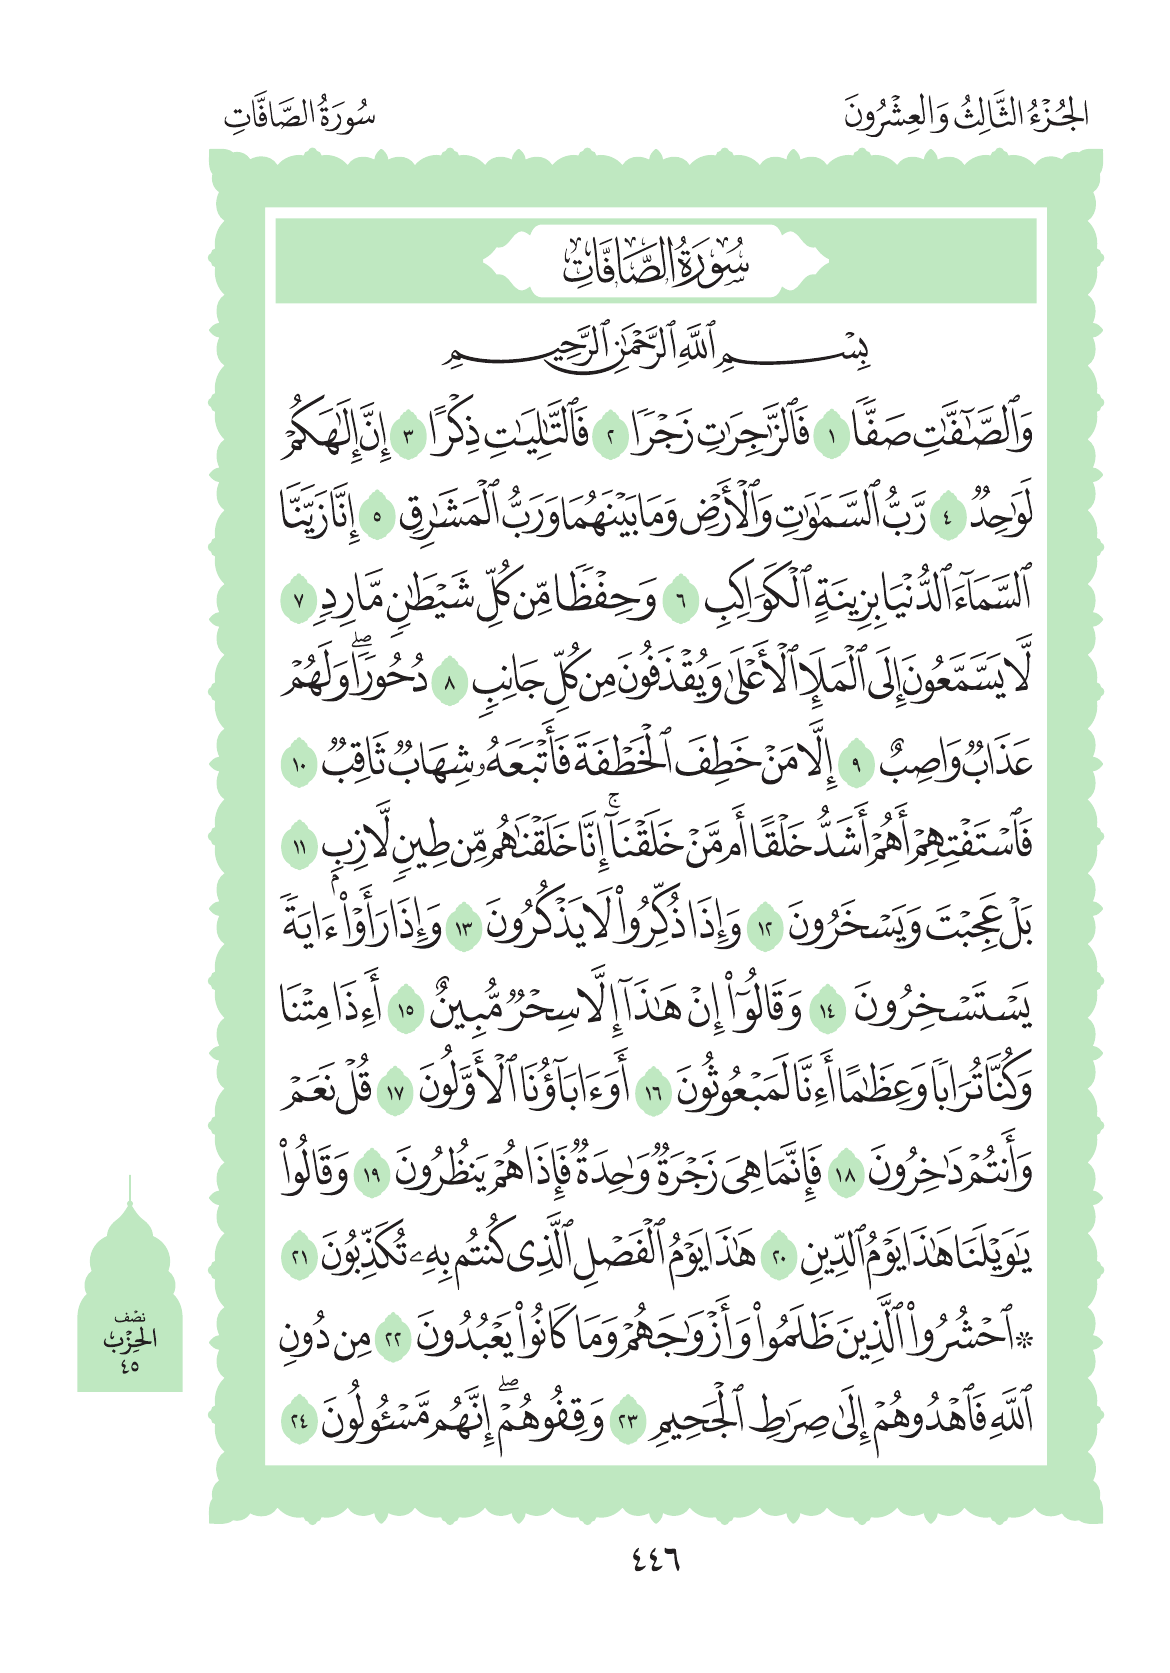 الجُزْءُ الثَّالِثُ وَالعِشْرُونَ
سُورَةُ الصَّافَّاتِ
سُورَةُ الصَّافَّاتِ
بِسْمِ ٱللَّهِ ٱلرَّحْمَٰنِ ٱلرَّحِيمِ
وَٱلصَّٰٓفَّٰتِ صَفّٗا ١ فَٱلزَّٰجِرَٰتِ زَجۡرٗا ٢ فَٱلتَّٰلِيَٰتِ ذِكۡرًا ٣ إِنَّ إِلَٰهَكُمۡ
لَوَٰحِدٞ ٤ رَّبُّ ٱلسَّمَٰوَٰتِ وَٱلۡأَرۡضِ وَمَا بَيۡنَهُمَا وَرَبُّ ٱلۡمَشَٰرِقِ ٥ إِنَّا زَيَّنَّا
ٱلسَّمَآءَ ٱلدُّنۡيَا بِزِينَةٍ ٱلۡكَوَاكِبِ ٦ وَحِفۡظٗا مِّن كُلِّ شَيۡطَٰنٖ مَّارِدٖ ٧
لَّا يَسَّمَّعُونَ إِلَى ٱلۡمَلَإِ ٱلۡأَعۡلَىٰ وَيُقۡذَفُونَ مِن كُلِّ جَانِبٖ ٨ دُحُورٗاۖ وَلَهُمۡ
عَذَابٞ وَاصِبٌ ٩ إِلَّا مَنۡ خَطِفَ ٱلۡخَطۡفَةَ فَأَتۡبَعَهُۥ شِهَابٞ ثَاقِبٞ ١٠
فَٱسۡتَفۡتِهِمۡ أَهُمۡ أَشَدُّ خَلۡقًا أَم مَّنۡ خَلَقۡنَآۚ إِنَّا خَلَقۡنَٰهُم مِّن طِينٖ لَّازِبِۭ ١١
بَلۡ عَجِبۡتَ وَيَسۡخَرُونَ ١٢ وَإِذَا ذُكِّرُواْ لَا يَذۡكُرُونَ ١٣ وَإِذَا رَأَوۡاْ ءَايَةٗ
يَسۡتَسۡخِرُونَ ١٤ وَقَالُوٓاْ إِنۡ هَٰذَآ إِلَّا سِحۡرٞ مُّبِينٌ ١٥ أَءِذَا مِتۡنَا
وَكُنَّا تُرَابٗا وَعِظَٰمًا أَءِنَّا لَمَبۡعُوثُونَ ١٦ أَوَءَابَآؤُنَا ٱلۡأَوَّلُونَ ١٧ قُلۡ نَعَمۡ
وَأَنتُمۡ دَٰخِرُونَ ١٨ فَإِنَّمَا هِيَ زَجۡرَةٞ وَٰحِدَةٞ فَإِذَا هُمۡ يَنظُرُونَ ١٩ وَقَالُواْ
يَٰوَيۡلَنَا هَٰذَا يَوۡمُ ٱلدِّينِ ٢٠ هَٰذَا يَوۡمُ ٱلۡفَصۡلِ ٱلَّذِي كُنتُم بِهِۦ تُكَذِّبُونَ ٢١
۞ ٱحۡشُرُواْ ٱلَّذِينَ ظَلَمُواْ وَأَزۡوَٰجَهُمۡ وَمَا كَانُواْ يَعۡبُدُونَ ٢٢ مِن دُونِ
ٱللَّهِ فَٱهۡدُوهُمۡ إِلَىٰ صِرَٰطِ ٱلۡجَحِيمِ ٢٣ وَقِفُوهُمۡۖ إِنَّهُم مَّسۡـُٔولُونَ ٢٤
نصف
الحزب
٤٥
٤٤٦